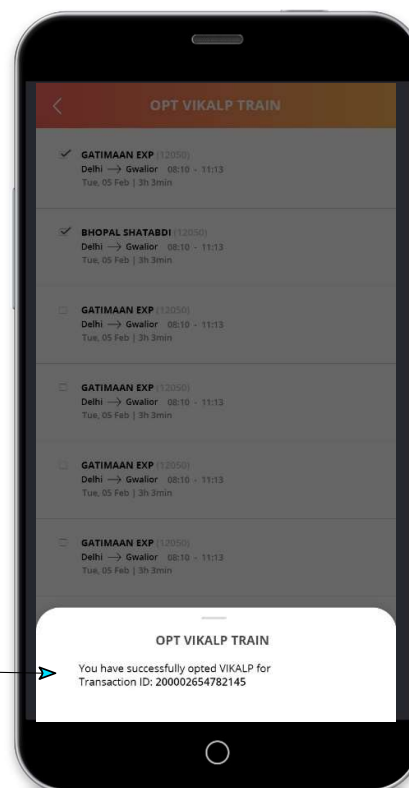 OPT VIKALP TRAIN
GATIMAAN EXP (12050)
Delhi → Gwalior 08:10 - 11:13
Tue, 05 Feb | 3h 3min
BHOPAL SHATABDI (12050)
Delhi → Gwalior 08:10 - 11:13
Tue, 05 Feb | 3h 3min
GATIMAAN EXP (12050)
Delhi → Gwalior 08:10 - 11:13
Tue, 05 Feb | 3h 3min
GATIMAAN EXP (12050)
Delhi → Gwalior 08:10 - 11:13
Tue, 05 Feb | 3h 3min
GATIMAAN EXP (12050)
Delhi → Gwalior 08:10 - 11:13
Tue, 05 Feb | 3h 3min
GATIMAAN EXP (12050)
Delhi → Gwalior 08:10 - 11:13
Tue, 05 Feb | 3h 3min
OPT VIKALP TRAIN
You have successfully opted VIKALP for
Transaction ID: 200002654782145